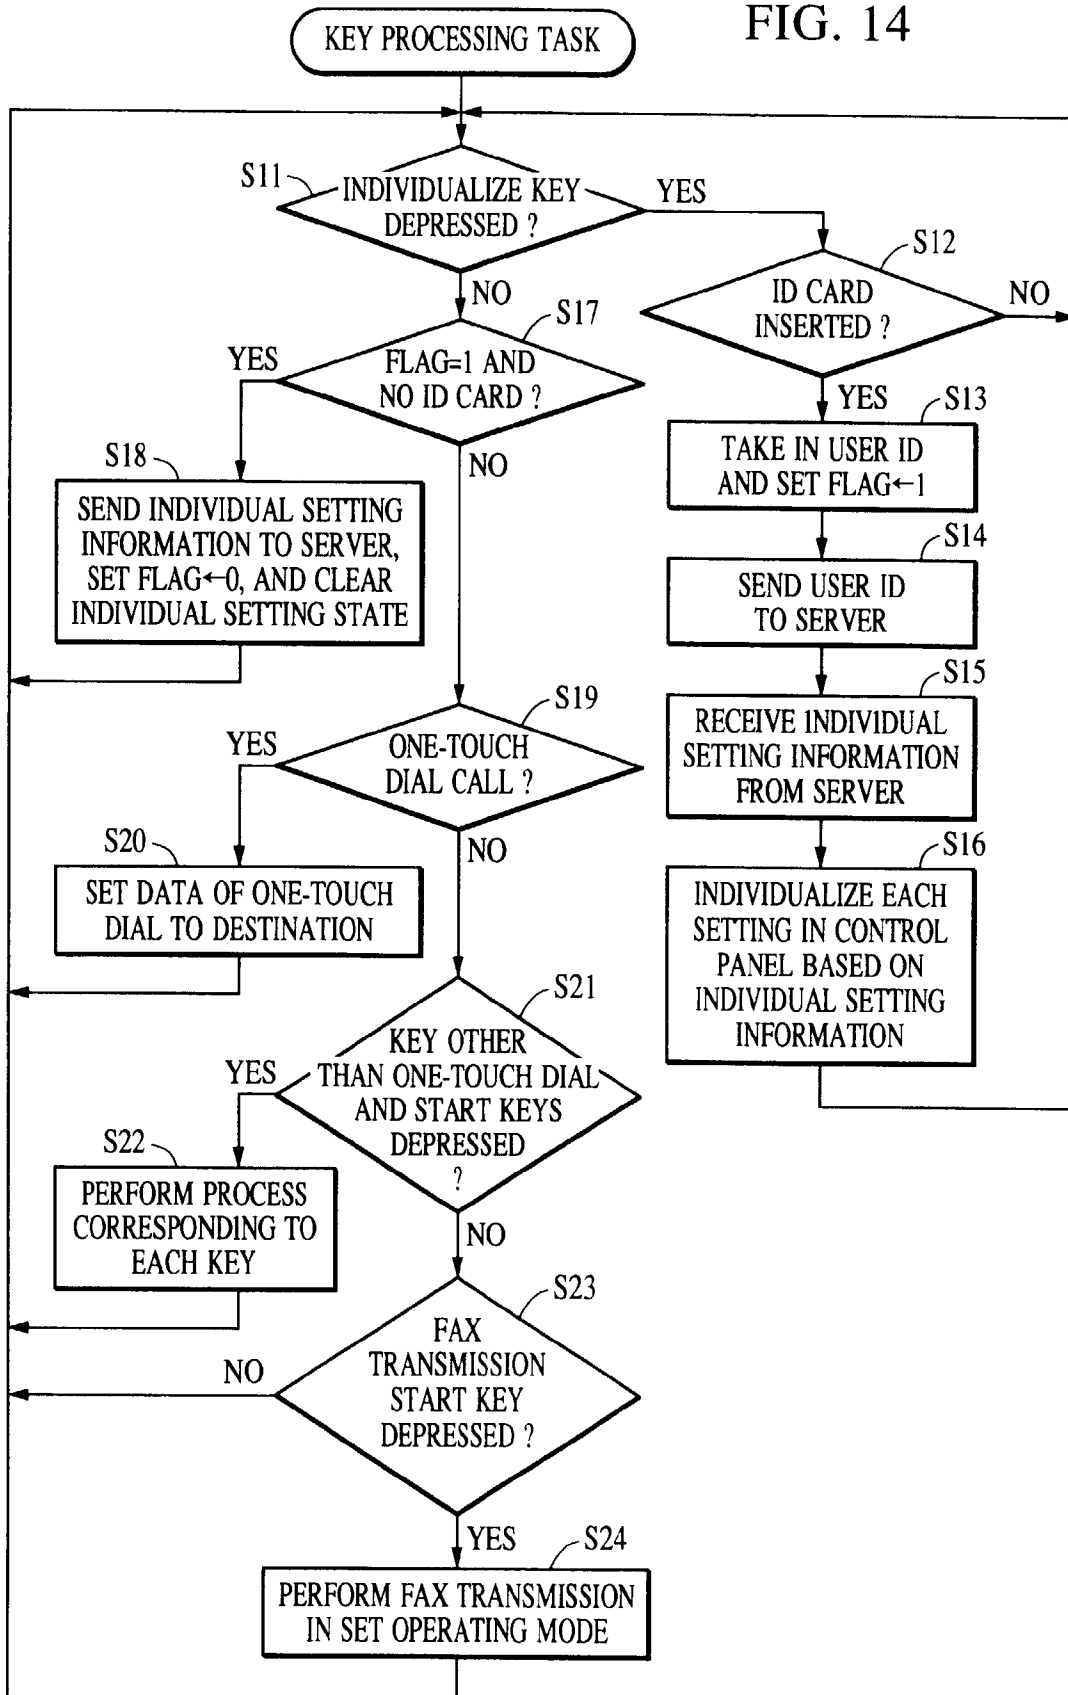 FIG. 14
KEY PROCESSING TASK
S11
INDIVIDUALIZE KEY
DEPRESSED ?
YES
NO
S12
ID CARD
INSERTED ?
NO
YES
S17
FLAG=1 AND
NO ID CARD ?
YES
NO
S13
TAKE IN USER ID
AND SET FLAG←1
S18
SEND INDIVIDUAL SETTING
INFORMATION TO SERVER,
SET FLAG←0, AND CLEAR
INDIVIDUAL SETTING STATE
S14
SEND USER ID
TO SERVER
S15
RECEIVE INDIVIDUAL
SETTING INFORMATION
FROM SERVER
S19
ONE-TOUCH
DIAL CALL ?
YES
NO
S16
INDIVIDUALIZE EACH
SETTING IN CONTROL
PANEL BASED ON
INDIVIDUAL SETTING
INFORMATION
S20
SET DATA OF ONE-TOUCH
DIAL TO DESTINATION
S21
KEY OTHER
THAN ONE-TOUCH DIAL
AND START KEYS
DEPRESSED
?
YES
NO
S22
PERFORM PROCESS
CORRESPONDING TO
EACH KEY
S23
FAX
TRANSMISSION
START KEY
DEPRESSED ?
NO
YES
S24
PERFORM FAX TRANSMISSION
IN SET OPERATING MODE